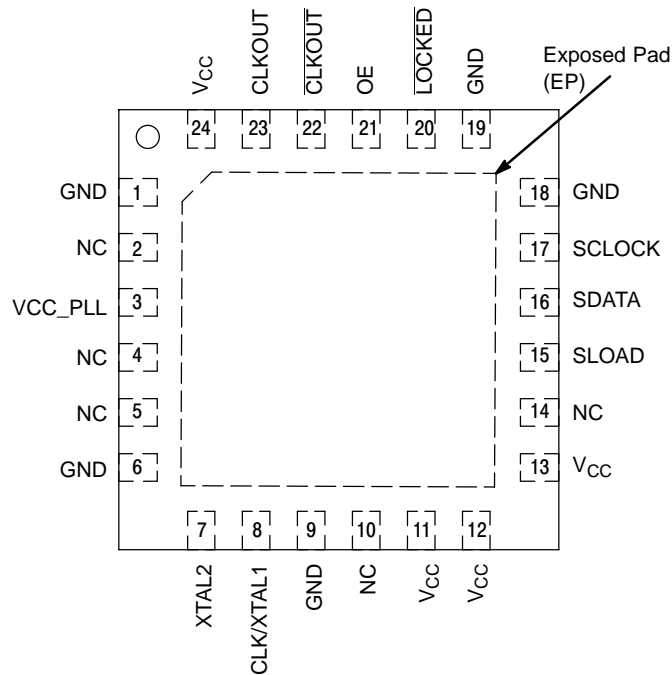 Exposed Pad
(EP)
VCC
CLKOUT
CLKOUT
OE
LOCKED
GND
24
23
22
21
20
19
GND
1
18
GND
NC
2
17
SCLOCK
VCC_PLL
3
16
SDATA
NC
4
15
SLOAD
NC
5
14
NC
GND
6
13
VCC
7
8
9
10
11
12
XTAL2
CLK/XTAL1
GND
NC
VCC
VCC